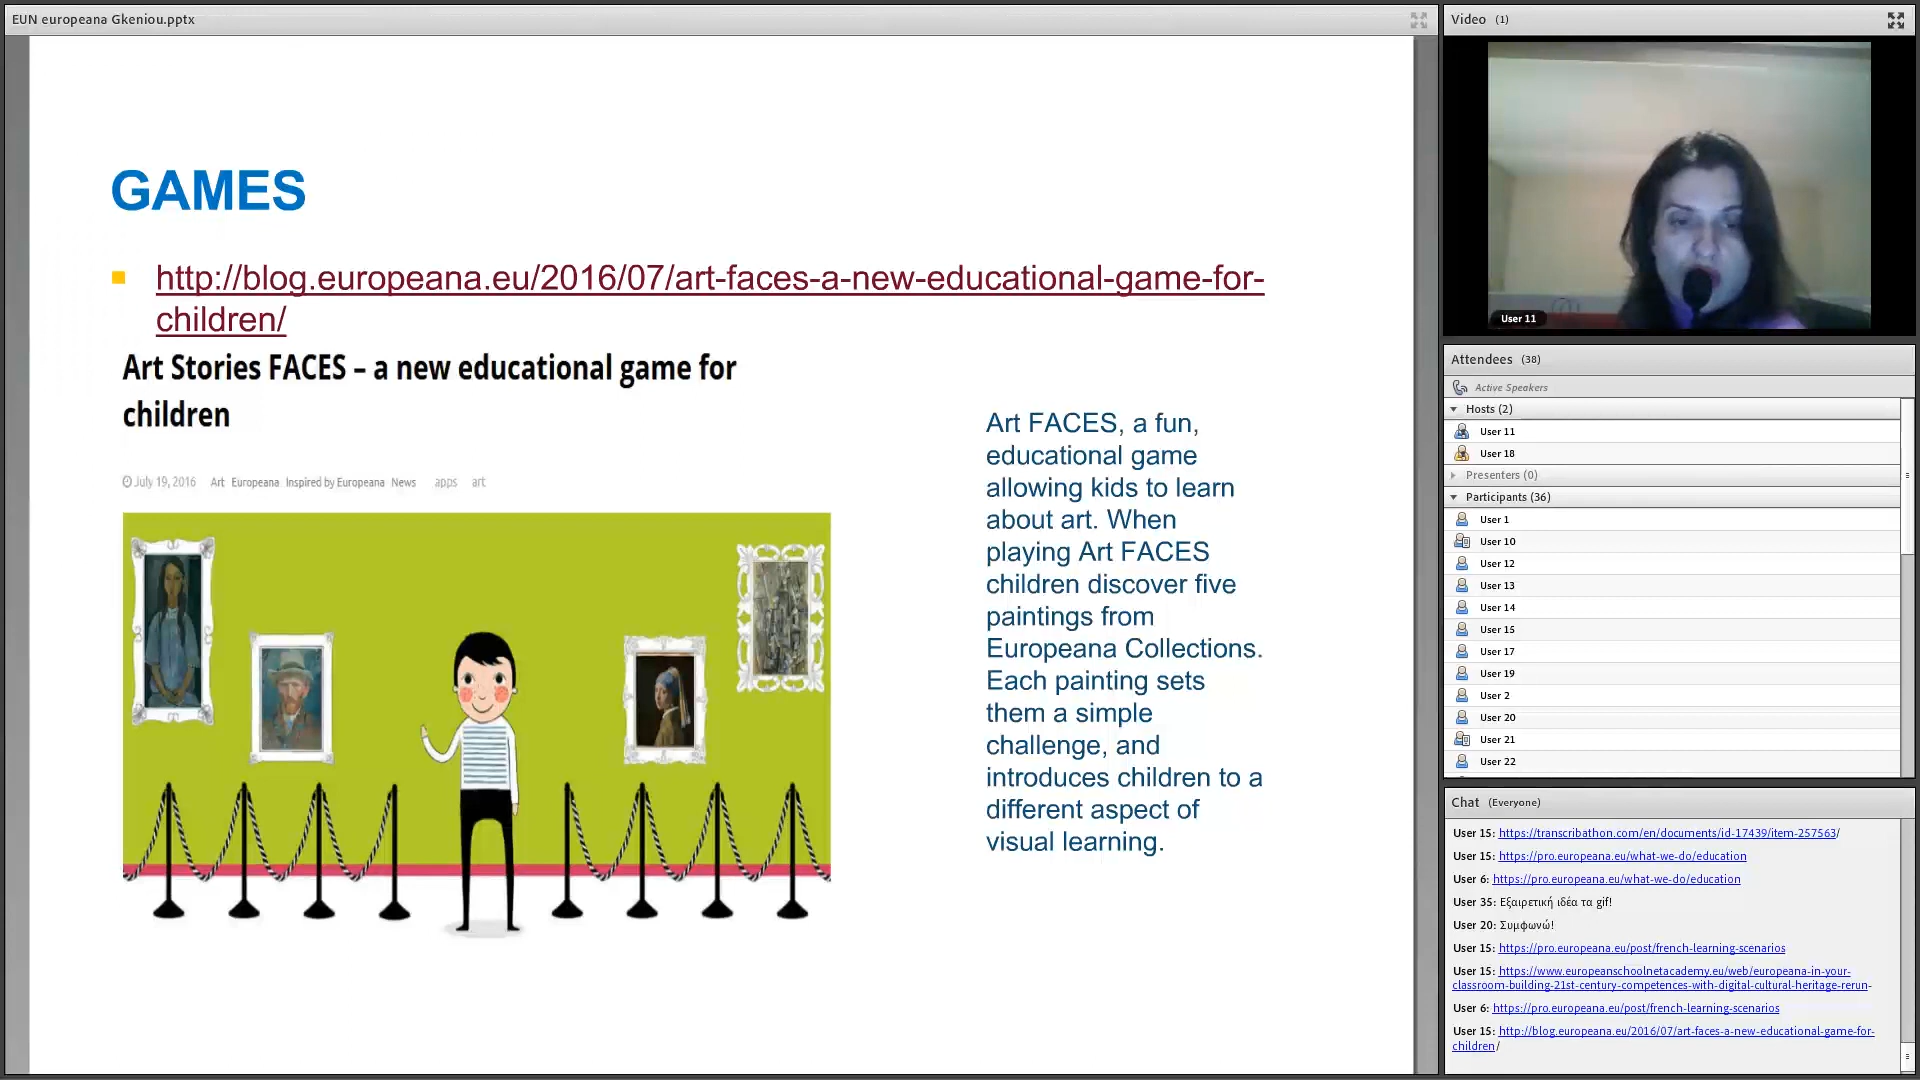 EUN europeana Gkeniou.pptx
GAMES
http://blog.europeana.eu/2016/07/art-faces-a-new-educational-game-for-
children/
Art Stories FACES – a new educational game for
children
July 19, 2016 Art Europeana Inspired by Europeana News apps art
Art FACES, a fun,
educational game
allowing kids to learn
about art. When
playing Art FACES
children discover five
paintings from
Europeana Collections.
Each painting sets
them a simple
challenge, and
introduces children to a
different aspect of
visual learning.
Video (1)
User 11
Attendees (38)
Active Speakers
Hosts (2)
User 11
User 18
Presenters (0)
Participants (36)
User 1
User 10
User 12
User 13
User 14
User 15
User 17
User 19
User 2
User 20
User 21
User 22
Chat (Everyone)
User 15: https://transcribathon.com/en/documents/id-17439/item-257563/
User 15: https://pro.europeana.eu/what-we-do/education
User 6: https://pro.europeana.eu/what-we-do/education
User 35: Εξαιρετική ιδέα τα gif!
User 20: Συμφωνώ!
User 15: https://pro.europeana.eu/post/french-learning-scenarios
User 15: https://www.europeanschoolnetacademy.eu/web/europeana-in-your-
classroom-building-21st-century-competences-with-digital-cultural-heritage-rerun-
User 6: https://pro.europeana.eu/post/french-learning-scenarios
User 15: http://blog.europeana.eu/2016/07/art-faces-a-new-educational-game-for-
children/